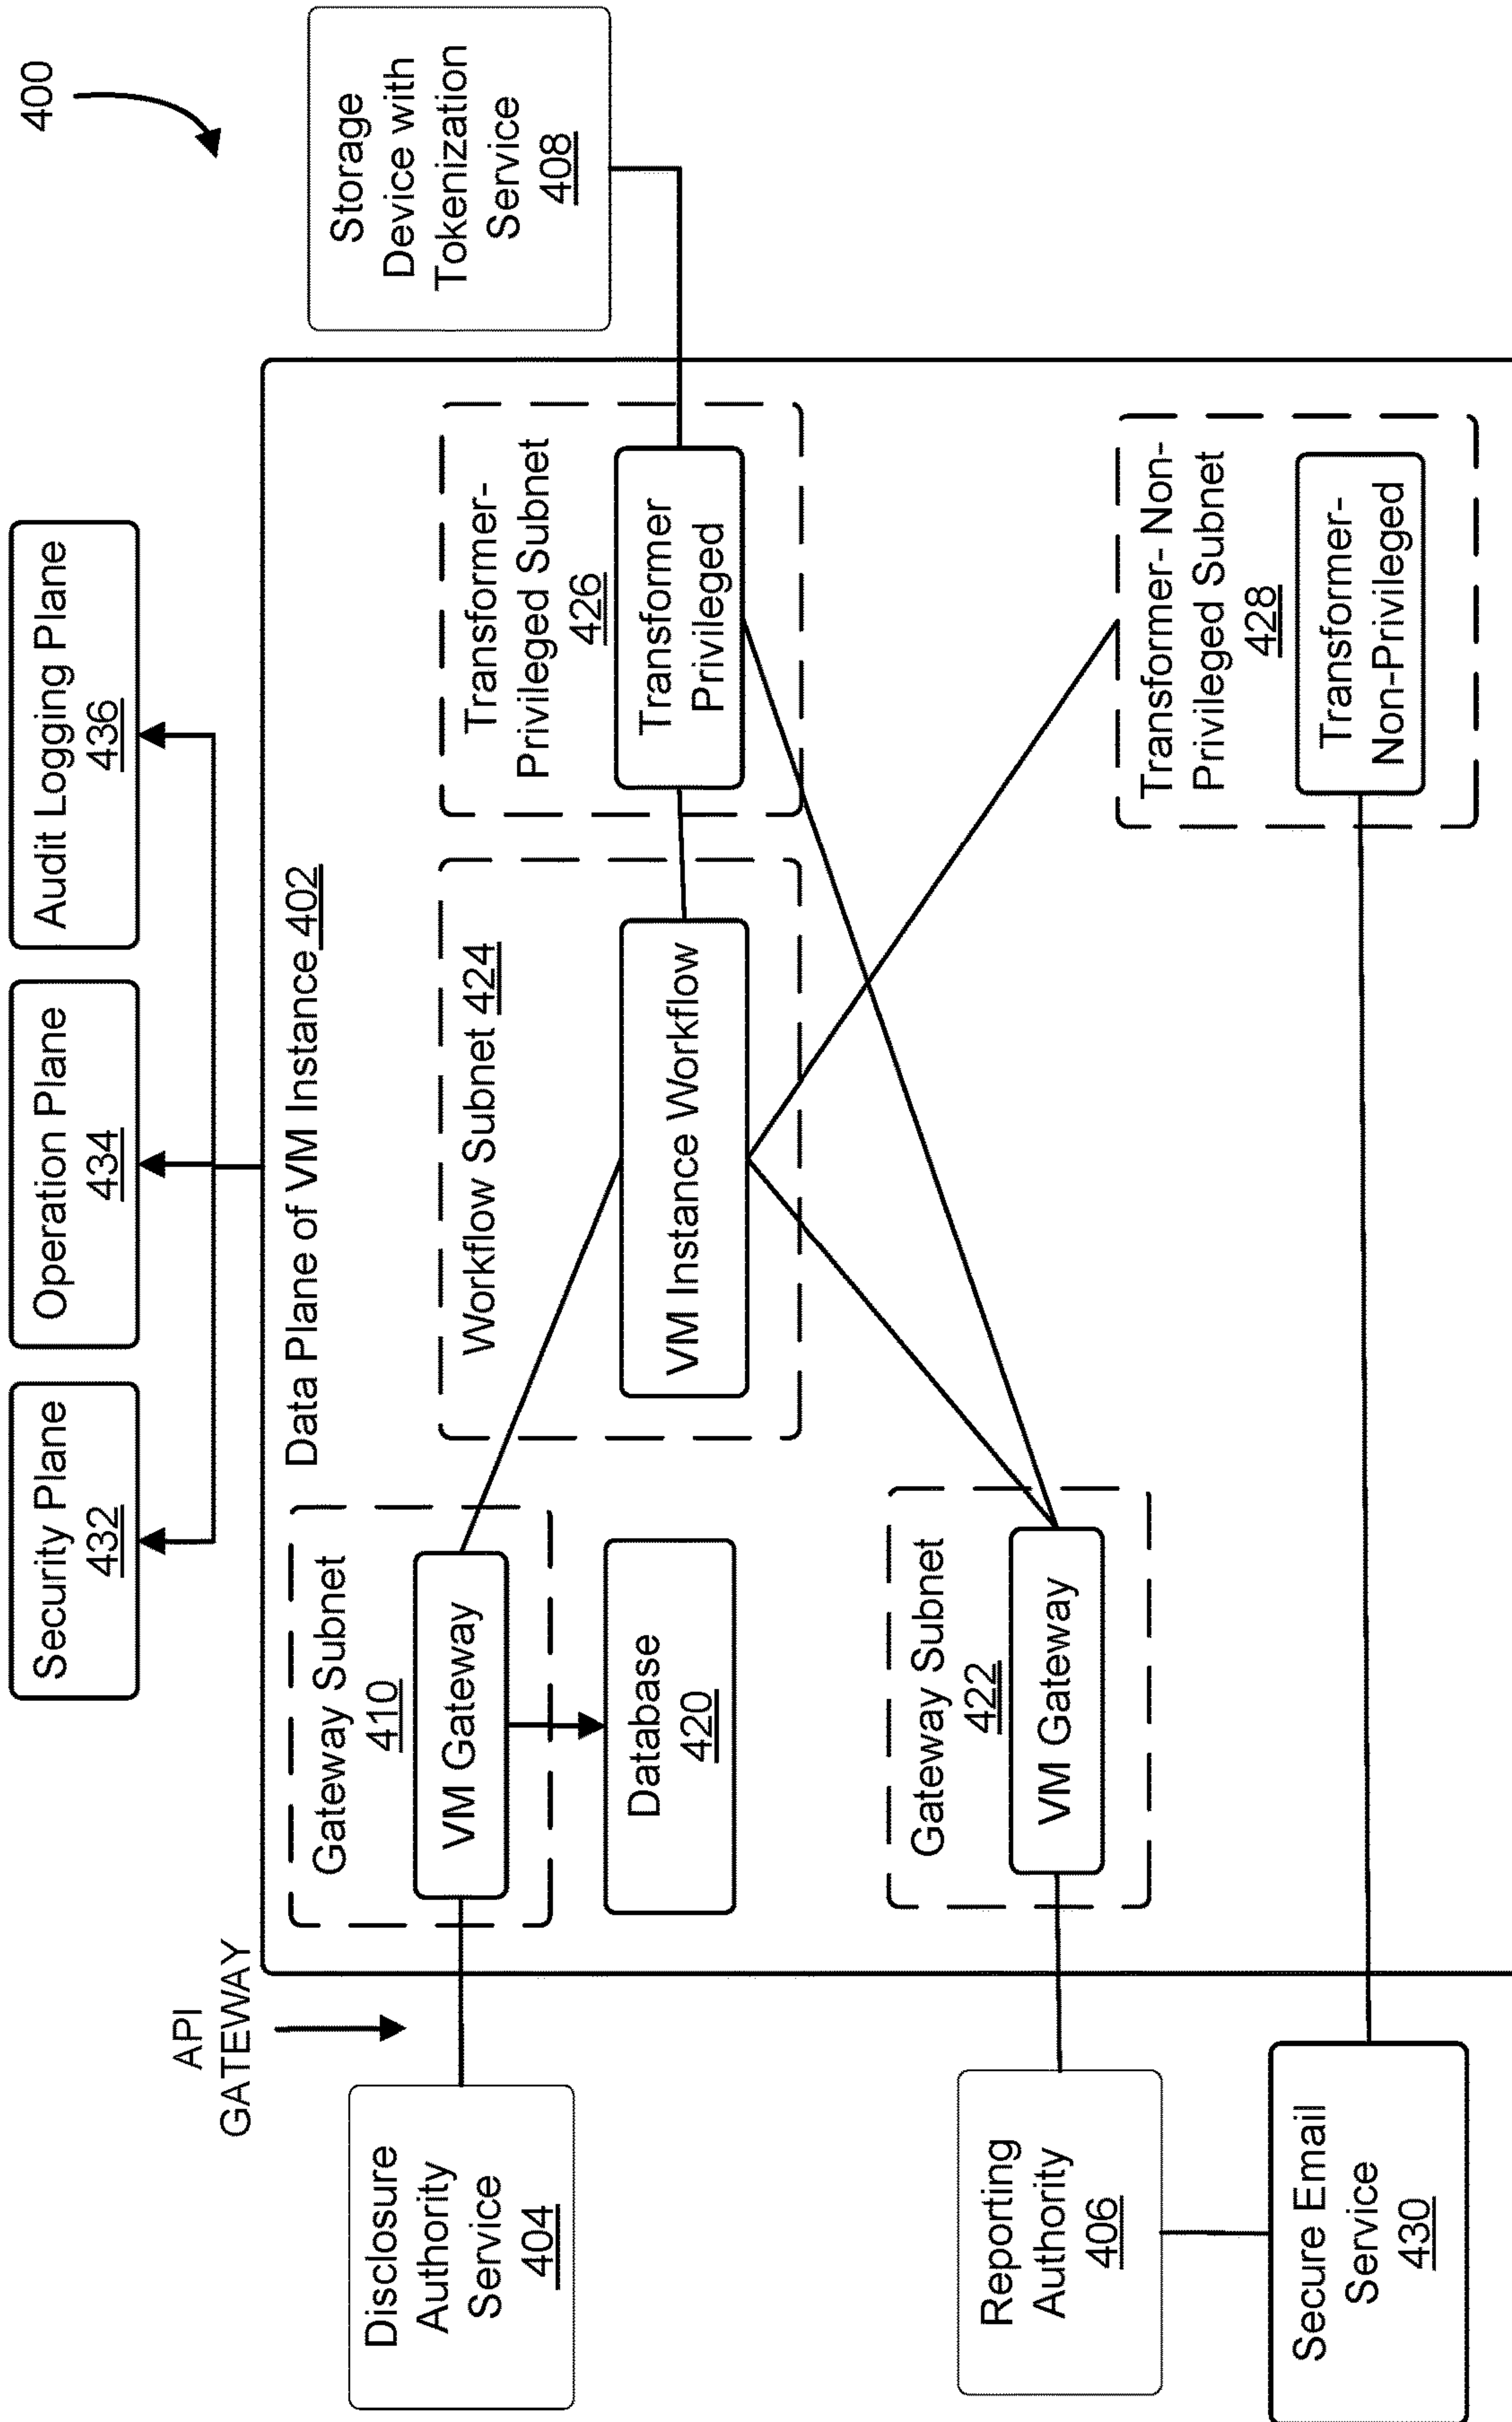 400
Security Plane
432
Operation Plane
434
Audit Logging Plane
436
API
GATEWAY
Data Plane of VM Instance 402
Disclosure
Authority
Service
404
Gateway Subnet
410
VM Gateway
Database
420
Workflow Subnet 424
VM Instance Workflow
Transformer-
Privileged Subnet
426
Transformer
Privileged
Storage
Device with
Tokenization
Service
408
Reporting
Authority
406
Gateway Subnet
422
VM Gateway
Transformer- Non-
Privileged Subnet
428
Transformer-
Non-Privileged
Secure Email
Service
430